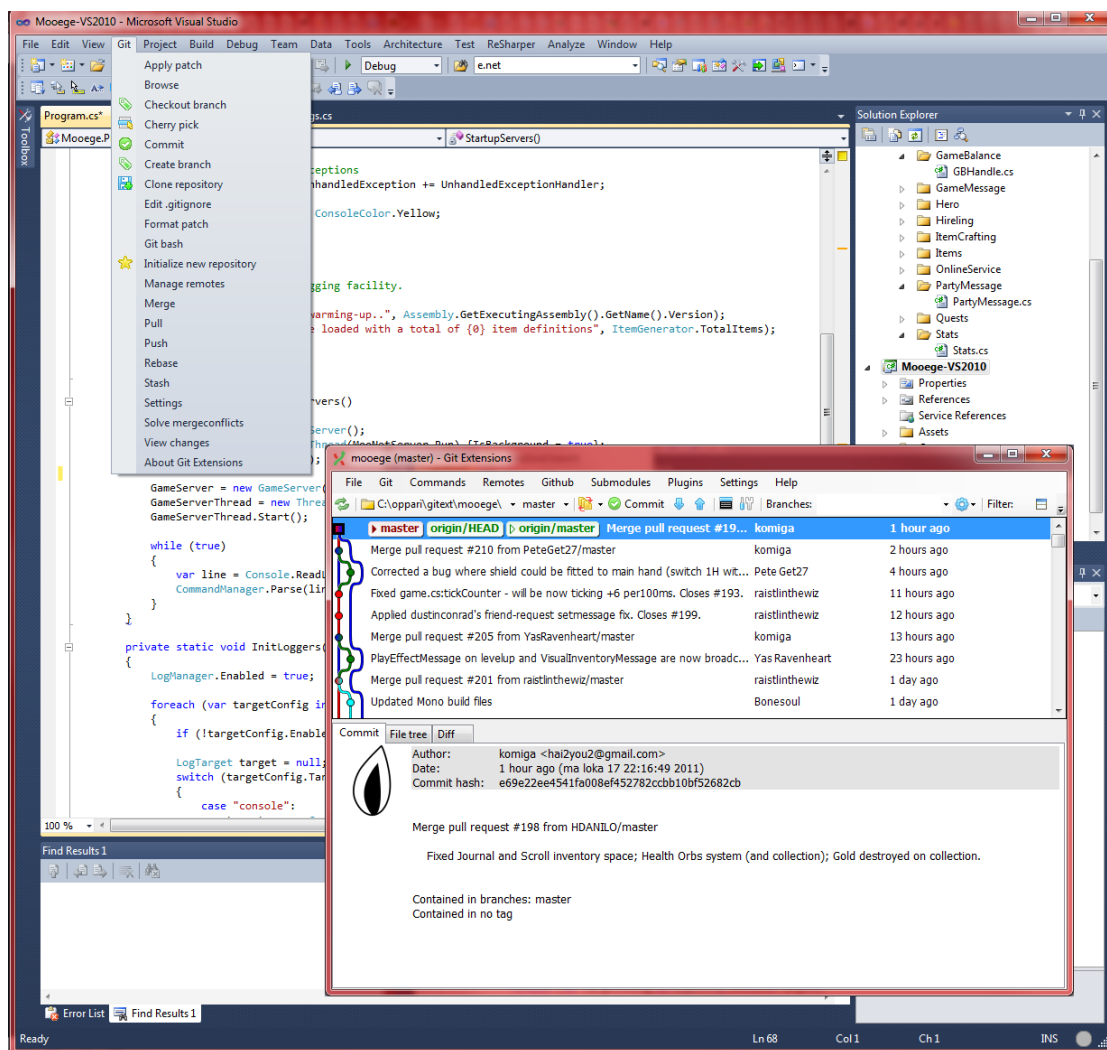 Mooege-VS2010 - Microsoft Visual Studio
File Edit View Git Project Build Debug Team Data Tools Architecture Test ReSharper Analyze Window Help
Debug e.net
Program.cs*
gs.cs
Mooege.P
StartupServers()
Toolbox
Apply patch
Browse
Checkout branch
Cherry pick
Commit
Create branch
Clone repository
Edit .gitignore
Format patch
Git bash
Initialize new repository
Manage remotes
Merge
Pull
Push
Rebase
Stash
Settings
Solve mergeconflicts
View changes
About Git Extensions
eptions
nhandledException += UnhandledExceptionHandler;
ConsoleColor.Yellow;
gging facility.
warming-up..", Assembly.GetExecutingAssembly().GetName().Version);
e loaded with a total of {0} item definitions", ItemGenerator.TotalItems);
rvers()
Server();
);
GameServer = new GameServer(
GameServerThread = new Threa
GameServerThread.Start();
while (true)
{
var line = Console.ReadL
CommandManager.Parse(lin
}
}
private static void InitLoggers(
{
LogManager.Enabled = true;
foreach (var targetConfig in
{
if (!targetConfig.Enable
LogTarget target = null;
switch (targetConfig.Tar
{
case "console":
100 %
Find Results 1
Error List Find Results 1
Ready
Ln 68 Col 1 Ch 1 INS
Solution Explorer
GameBalance
GBHandle.cs
GameMessage
Hero
Hireling
ItemCrafting
Items
OnlineService
PartyMessage
PartyMessage.cs
Quests
Stats
Stats.cs
Mooege-VS2010
Properties
References
Service References
Assets
mooege (master) - Git Extensions
File Git Commands Remotes Github Submodules Plugins Settings Help
C:\oppari\gitext\mooege\ master Commit Branches: Filter:
master origin/HEAD origin/master Merge pull request #19... komiga 1 hour ago
Merge pull request #210 from PeteGet27/master komiga 2 hours ago
Corrected a bug where shield could be fitted to main hand (switch 1H wit... Pete Get27 4 hours ago
Fixed game.cs:tickCounter - will be now ticking +6 per100ms. Closes #193. raistlinthewiz 11 hours ago
Applied dustinconrad's friend-request setmessage fix. Closes #199. raistlinthewiz 12 hours ago
Merge pull request #205 from YasRavenheart/master komiga 13 hours ago
PlayEffectMessage on levelup and VisualInventoryMessage are now broadc... Yas Ravenheart 23 hours ago
Merge pull request #201 from raistlinthewiz/master raistlinthewiz 1 day ago
Updated Mono build files Bonesoul 1 day ago
Commit File tree Diff
Author: komiga <hai2you2@gmail.com>
Date: 1 hour ago (ma loka 17 22:16:49 2011)
Commit hash: e69e22ee4541fa008ef452782ccbb10bf52682cb
Merge pull request #198 from HDANILO/master
Fixed Journal and Scroll inventory space; Health Orbs system (and collection); Gold destroyed on collection.
Contained in branches: master
Contained in no tag